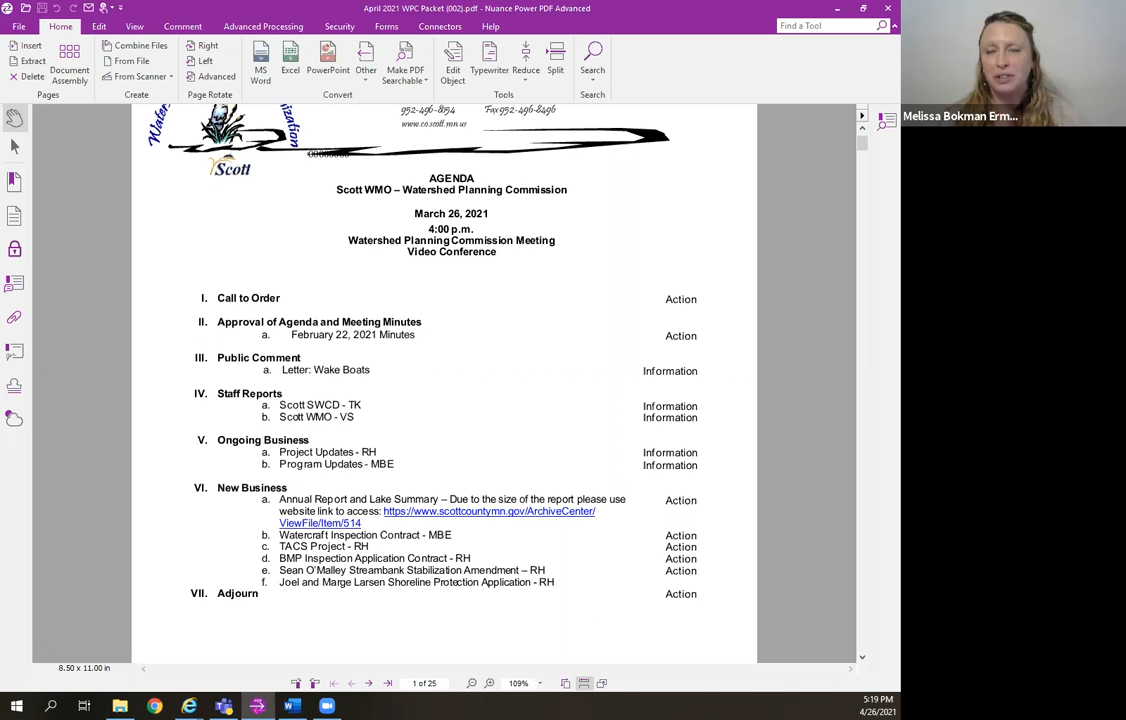 April 2021 WPC Packet (002).pdf - Nuance Power PDF Advanced
File Home Edit View Comment Advanced Processing Security Forms Connectors Help Find a Tool
Insert Combine Files Right
Extract From File Left
Delete From Scanner Advanced
Document Assembly
MS Word Excel PowerPoint Other Make PDF Searchable
Edit Object Typewriter Reduce Split Search
Pages Create Page Rotate Convert Tools Search
952-496-8054 Fax 952-496-8496
www.co.scott.mn.us
Scott
AGENDA
Scott WMO – Watershed Planning Commission
March 26, 2021
4:00 p.m.
Watershed Planning Commission Meeting
Video Conference
I. Call to Order Action
II. Approval of Agenda and Meeting Minutes
a. February 22, 2021 Minutes Action
III. Public Comment
a. Letter: Wake Boats Information
IV. Staff Reports
a. Scott SWCD - TK Information
b. Scott WMO - VS Information
V. Ongoing Business
a. Project Updates - RH Information
b. Program Updates - MBE Information
VI. New Business
a. Annual Report and Lake Summary – Due to the size of the report please use Action
website link to access: https://www.scottcountymn.gov/ArchiveCenter/
ViewFile/Item/514
b. Watercraft Inspection Contract - MBE Action
c. TACS Project - RH Action
d. BMP Inspection Application Contract - RH Action
e. Sean O'Malley Streambank Stabilization Amendment – RH Action
f. Joel and Marge Larsen Shoreline Protection Application - RH Action
VII. Adjourn Action
8.50 x 11.00 in
1 of 25 109%
5:19 PM
4/26/2021
Melissa Bokman Erm...